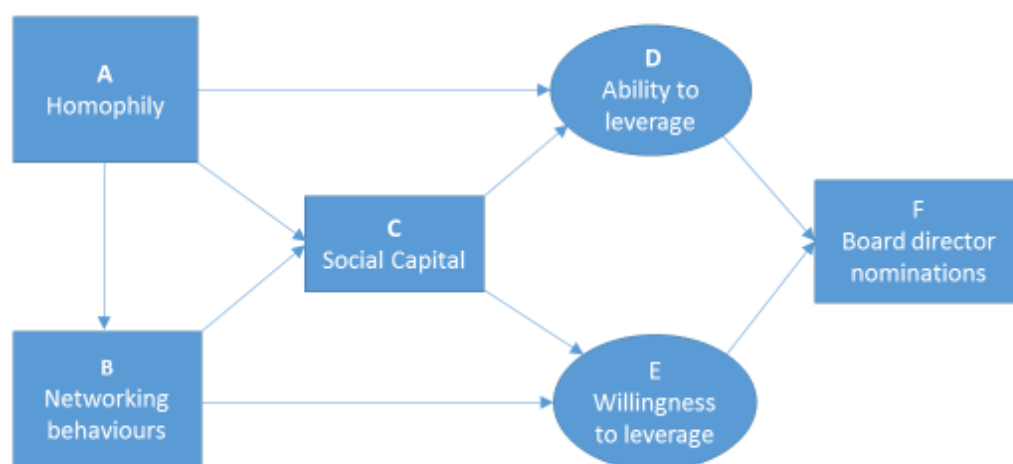 A
Homophily
D
Ability to
leverage
C
Social Capital
F
Board director
nominations
B
Networking
behaviours
E
Willingness
to leverage